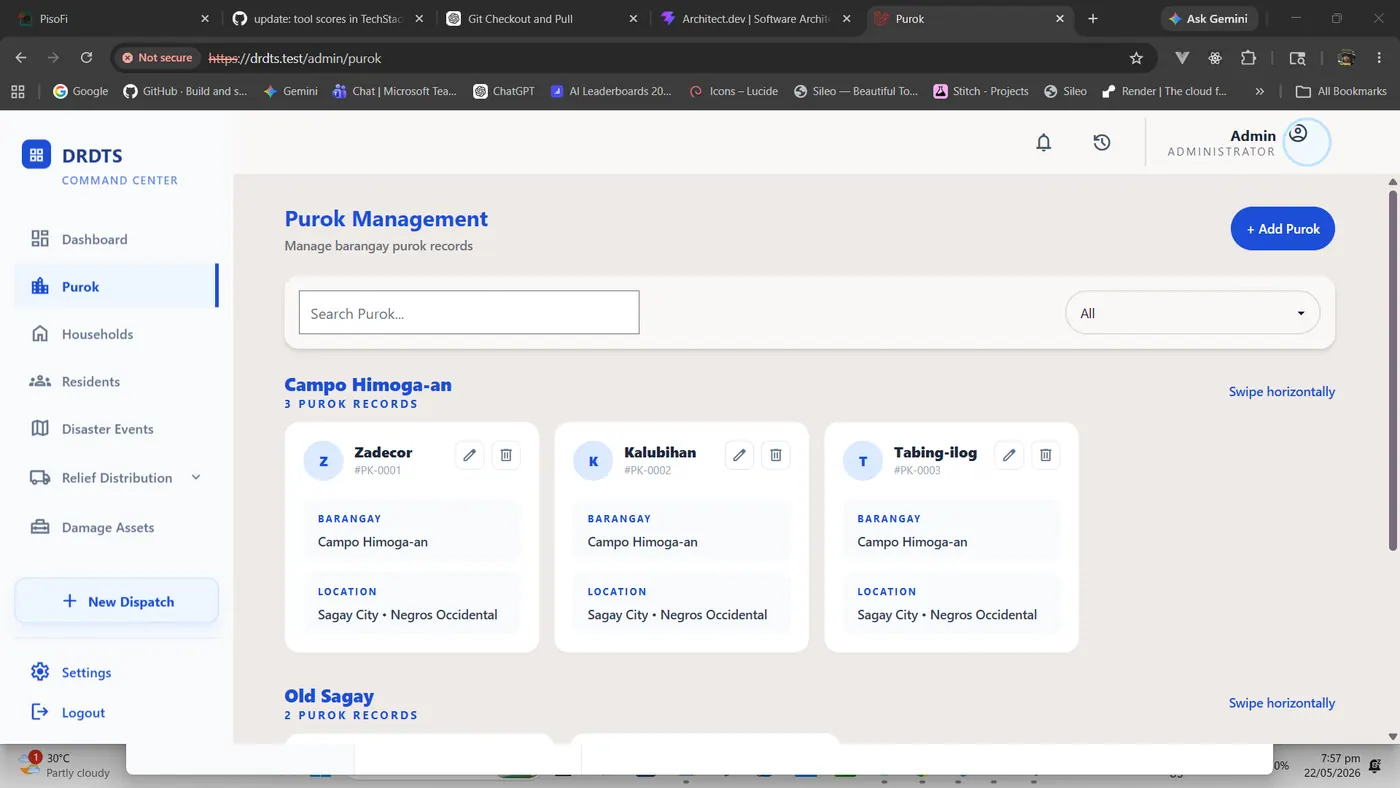 PisoFi
update: tool scores in TechStac
Git Checkout and Pull
Architect.dev | Software Archit
Purok
Ask Gemini
Not secure
https://drdts.test/admin/purok
Google
GitHub · Build and s...
Gemini
Chat | Microsoft Tea...
ChatGPT
AI Leaderboards 20...
Icons – Lucide
Sileo — Beautiful To...
Stitch - Projects
Sileo
Render | The cloud f...
All Bookmarks
DRDTS
COMMAND CENTER
Admin
ADMINISTRATOR
Dashboard
Purok
Households
Residents
Disaster Events
Relief Distribution
Damage Assets
New Dispatch
Settings
Logout
Purok Management
Manage barangay purok records
+ Add Purok
Search Purok...
All
Campo Himoga-an
3 PUROK RECORDS
Swipe horizontally
Z
Zadecor
#PK-0001
BARANGAY
Campo Himoga-an
LOCATION
Sagay City • Negros Occidental
K
Kalubihan
#PK-0002
BARANGAY
Campo Himoga-an
LOCATION
Sagay City • Negros Occidental
T
Tabing-ilog
#PK-0003
BARANGAY
Campo Himoga-an
LOCATION
Sagay City • Negros Occidental
Old Sagay
2 PUROK RECORDS
Swipe horizontally
1
30°C
Partly cloudy
0%
7:57 pm
22/05/2026